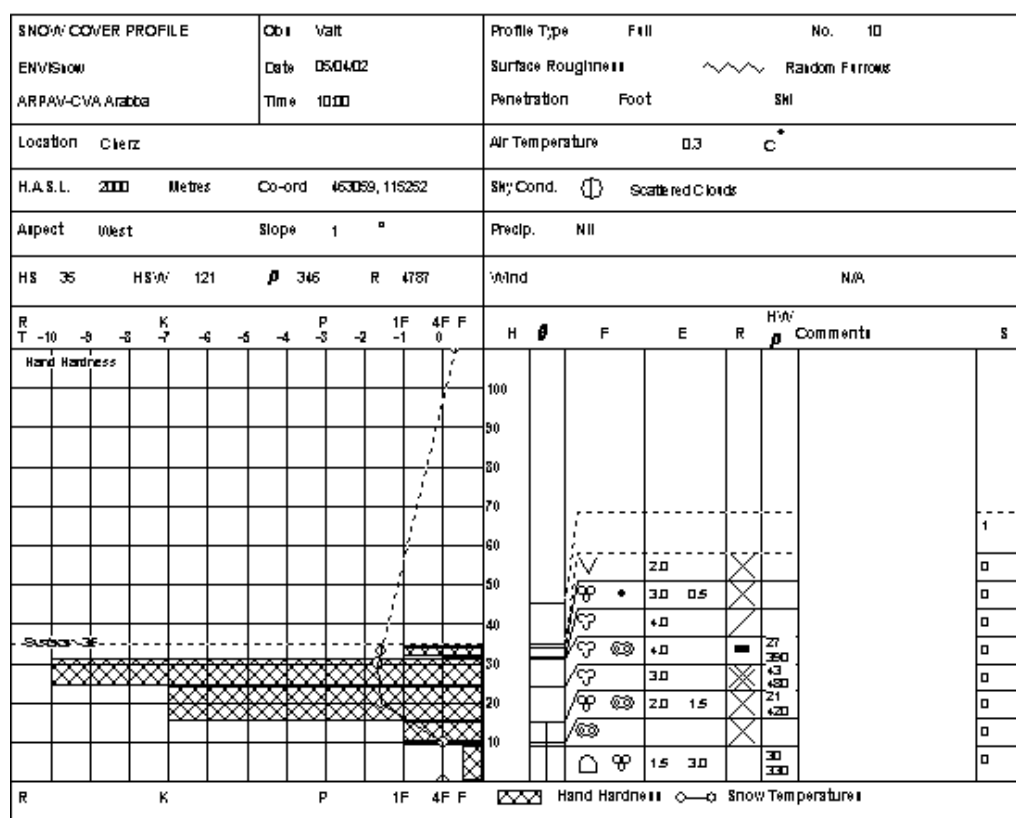 SNOW COVER PROFILE Obs Valt Profile Type Full No. 10
ENVISnow Date 05/04/02 Surface Roughness Random Furrows
ARPAV-CVA Arabba Time 10:00 Penetration Foot Ski
Location Cherz Air Temperature 0.3 C°
H.A.S.L. 2000 Metres Co-ord 463059, 115252 Sky Cond. Scattered Clouds
Aspect West Slope 1 ° Precip. Nil
HS 35 HSW 121 ρ 346 R 4787 Wind N/A
R K P 1F 4F F HW
T -10 -9 -8 -7 -6 -5 -4 -3 -2 -1 0 H θ F E R ρ Comments S
Hand Hardness
100
90
80
70
1
60
2.0 0
50 3.0 0.5 0
40 4.0 0
Surface 35 4.0 27 390 0
30 3.0 43 480 0
20 2.0 1.5 21 420 0
10 0
1.5 3.0 30 330 0
R K P 1F 4F F Hand Hardness Snow Temperatures